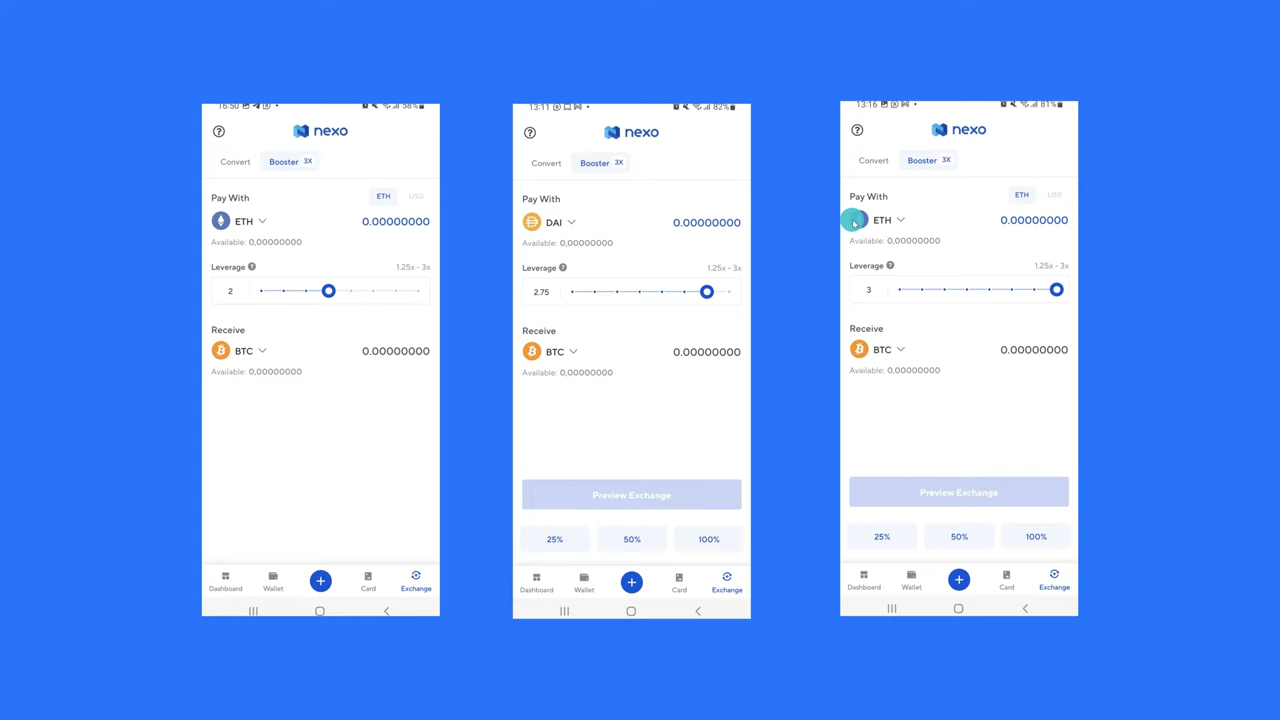 16:50 58%
nexo
Convert Booster 3X
Pay With ETH USD
ETH 0.00000000
Available: 0,00000000
Leverage ? 1.25x - 3x
2
Receive
BTC 0.00000000
Available: 0,00000000
Dashboard Wallet Card Exchange
13:11 82%
nexo
Convert Booster 3X
Pay With
DAI 0.00000000
Available: 0,00000000
Leverage ? 1.25x - 3x
2.75
Receive
BTC 0.00000000
Available: 0,00000000
Preview Exchange
25% 50% 100%
Dashboard Wallet Card Exchange
13:16 81%
nexo
Convert Booster 3X
Pay With ETH USD
ETH 0.00000000
Available: 0,00000000
Leverage ? 1.25x - 3x
3
Receive
BTC 0.00000000
Available: 0,00000000
Preview Exchange
25% 50% 100%
Dashboard Wallet Card Exchange